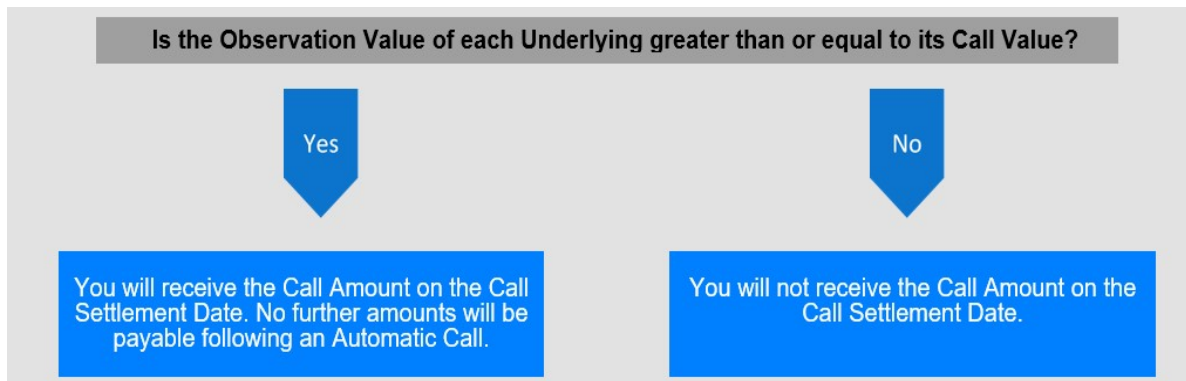 Is the Observation Value of each Underlying greater than or equal to its Call Value?
Yes
No
You will receive the Call Amount on the Call
Settlement Date. No further amounts will be
payable following an Automatic Call.
You will not receive the Call Amount on the
Call Settlement Date.